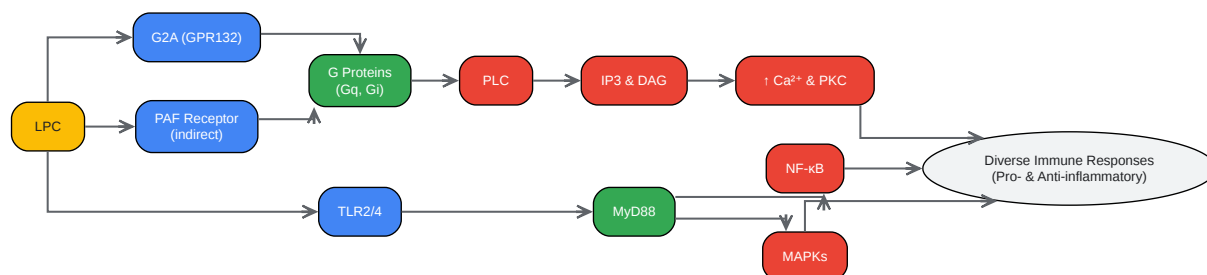 G2A (GPR132)
G Proteins
(Gq, Gi)
PLC
IP3 & DAG
↑ Ca²⁺ & PKC
LPC
PAF Receptor
(indirect)
NF-κB
Diverse Immune Responses
(Pro- & Anti-inflammatory)
TLR2/4
MyD88
MAPKs